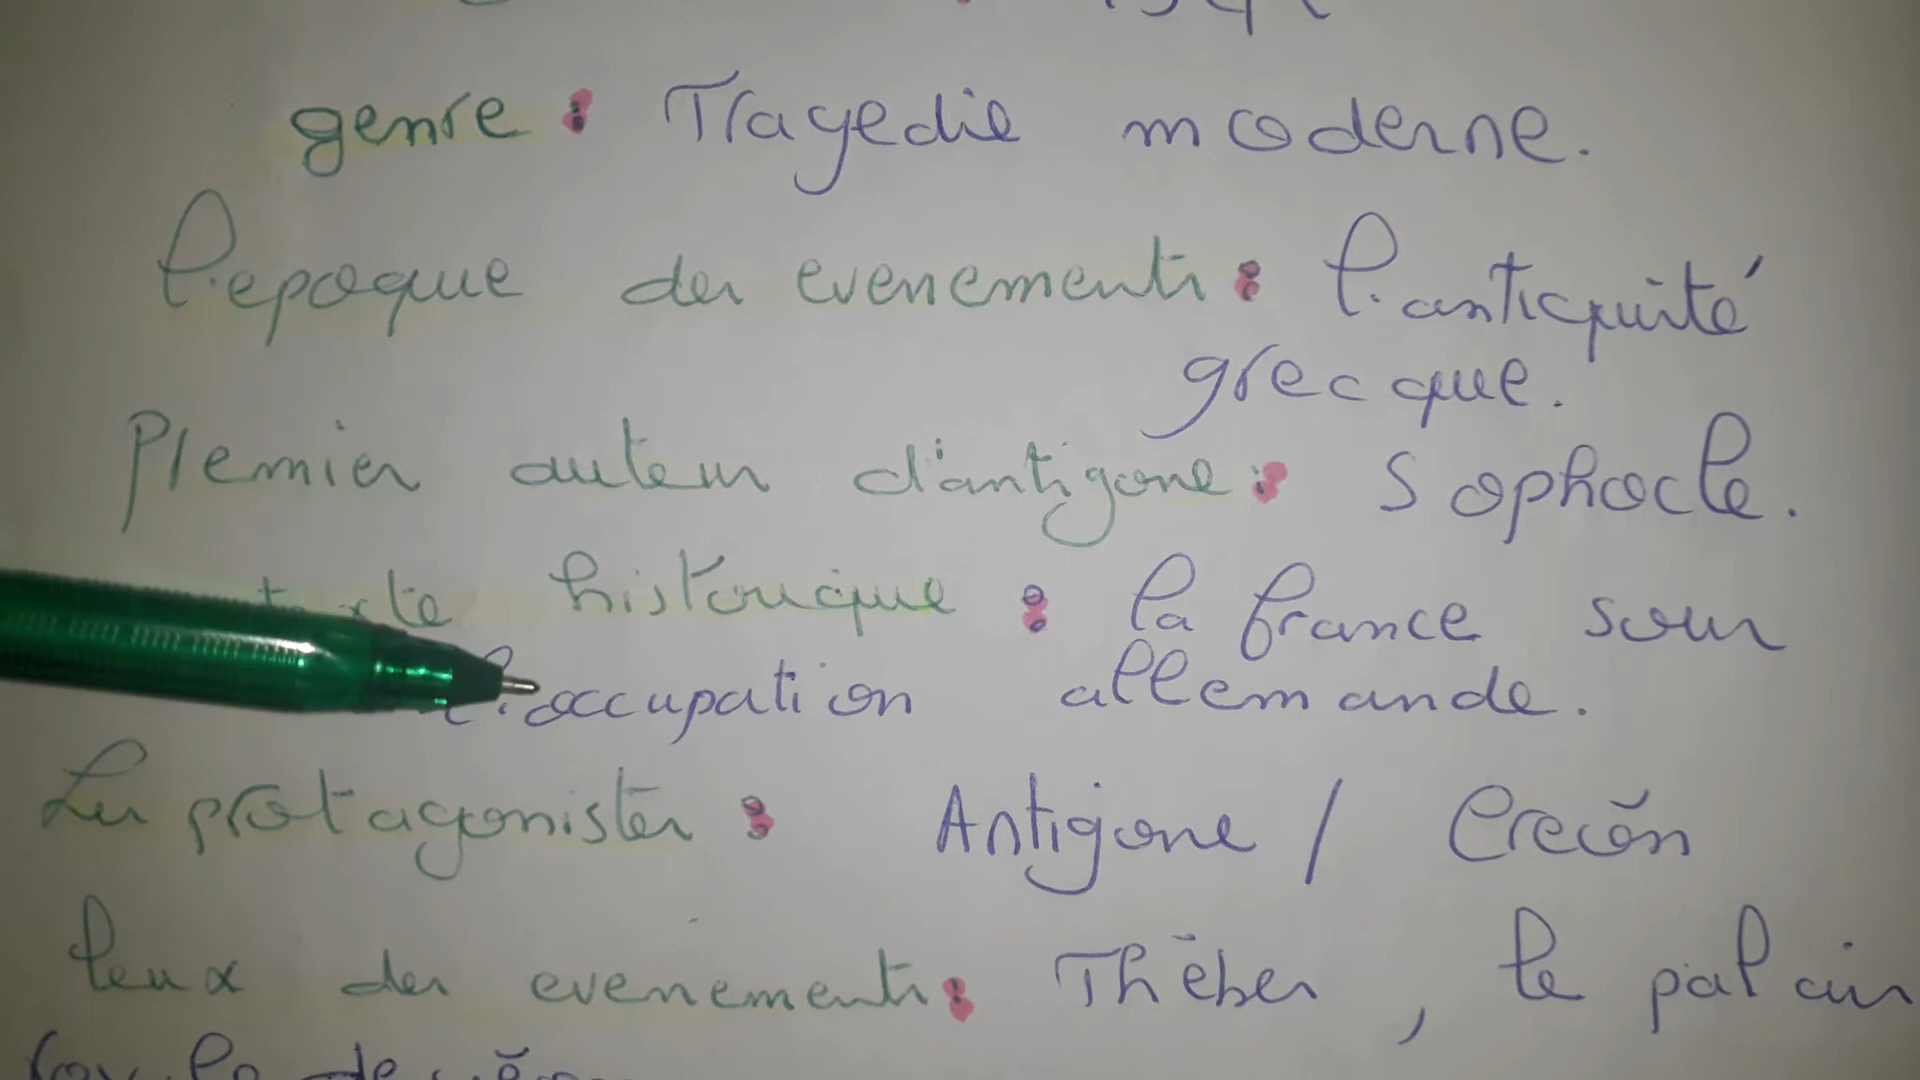 genre : Tragedie moderne.
l'epoque des evenements : l'antiquité
grecque.
Premier auteur d'antigone : Sophocle.
historique : la france sous
l'occupation allemande.
Les protagonistes : Antigone / Creon
leux des evenements : Thèbes, le palais